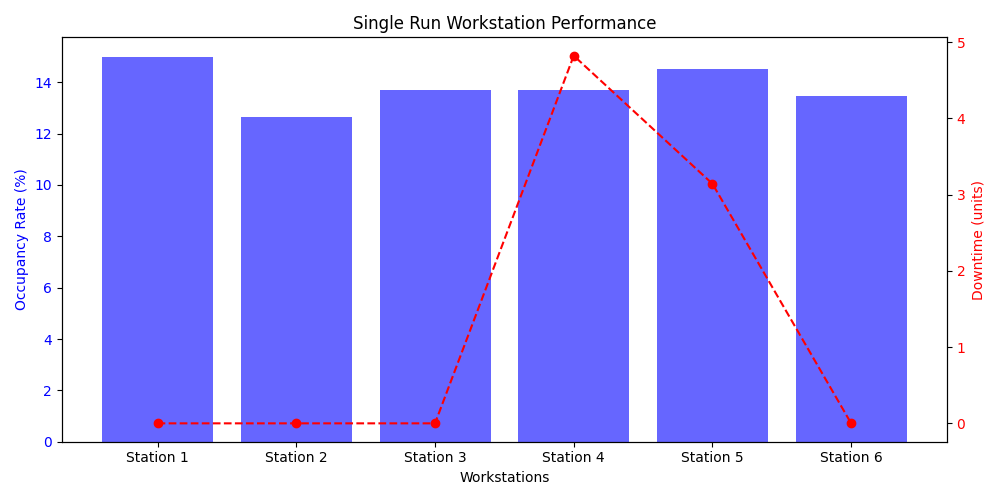 Single Run Workstation Performance
Occupancy Rate (%)
14
12
10
8
6
4
2
0
5
4
3
2
1
0
Downtime (units)
Station 1 Station 2 Station 3 Station 4 Station 5 Station 6
Workstations